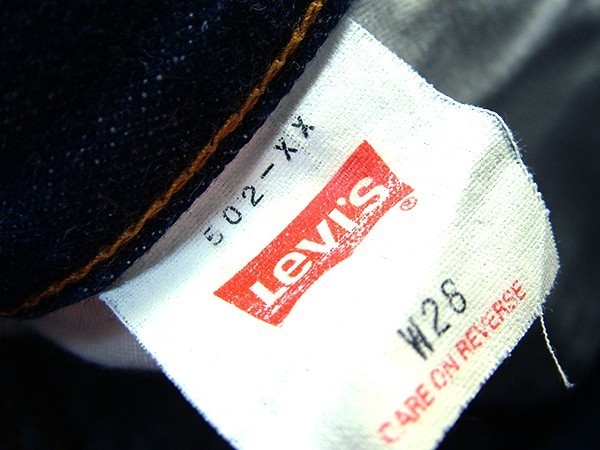 502-XX
Levi's®
W28
CARE ON REVERSE